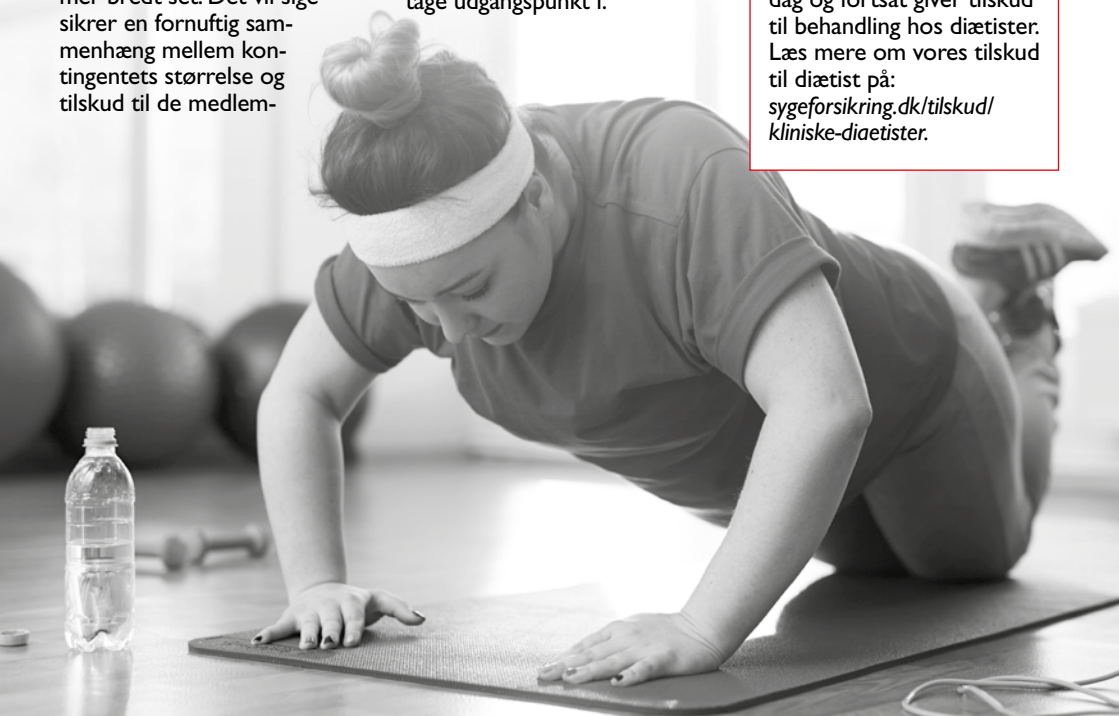 mer bredt set. Det vil sige
sikrer en fornuftig sam-
menhæng mellem kon-
tingentets størrelse og
tilskud til de medlem-
tage udgangspunkt i.
dag og fortsat giver tilskud
til behandling hos diætister.
Læs mere om vores tilskud
til diætist på:
sygeforsikring.dk/tilskud/
kliniske-diaetister.